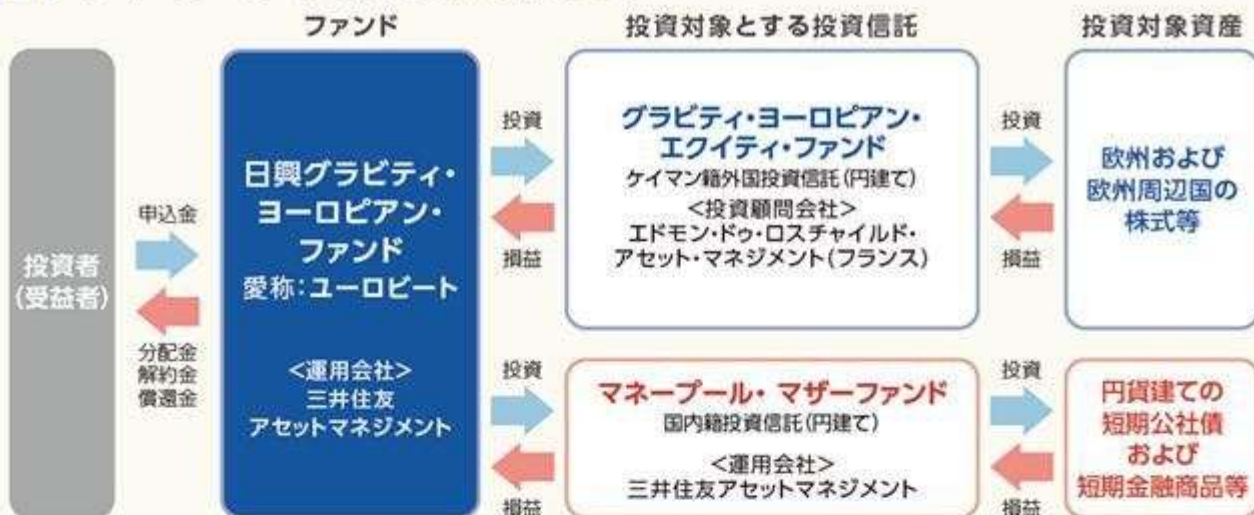 ファンド
投資対象とする投資信託
投資対象資産
投資者
(受益者)
申込金
分配金
解約金
償還金
日興グラビティ・
ヨーロピアン・
ファンド
愛称:ユーロビート
<運用会社>
三井住友
アセットマネジメント
投資
損益
グラビティ・ヨーロピアン・
エクイティ・ファンド
ケイマン籍外国投資信託(円建て)
<投資顧問会社>
エドモン・ドゥ・ロスチャイルド・
アセット・マネジメント(フランス)
投資
損益
欧州および
欧州周辺国の
株式等
投資
損益
マネープール・マザーファンド
国内籍投資信託(円建て)
<運用会社>
三井住友アセットマネジメント
投資
損益
円貨建ての
短期公社債
および
短期金融商品等